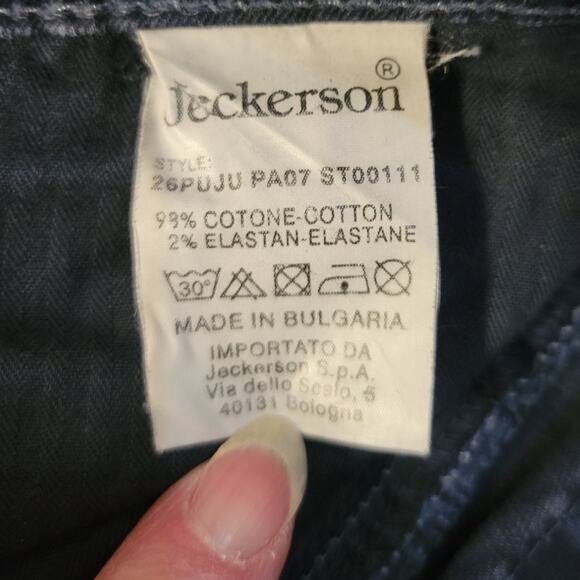 Jeckerson ®
STYLE:
26PUJU PA07 ST00111
98% COTONE-COTTON
2% ELASTAN-ELASTANE
30°
MADE IN BULGARIA
IMPORTATO DA
Jeckerson S.p.A.
Via dello Scalo, 5
40131 Bologna